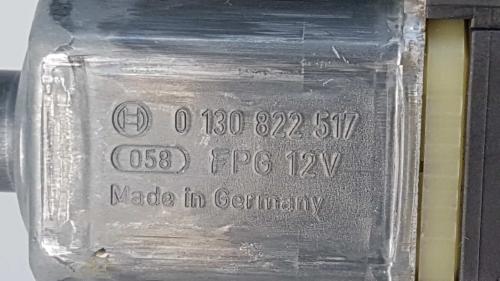 0 130 822 517
058 FPG 12V
Made in Germany